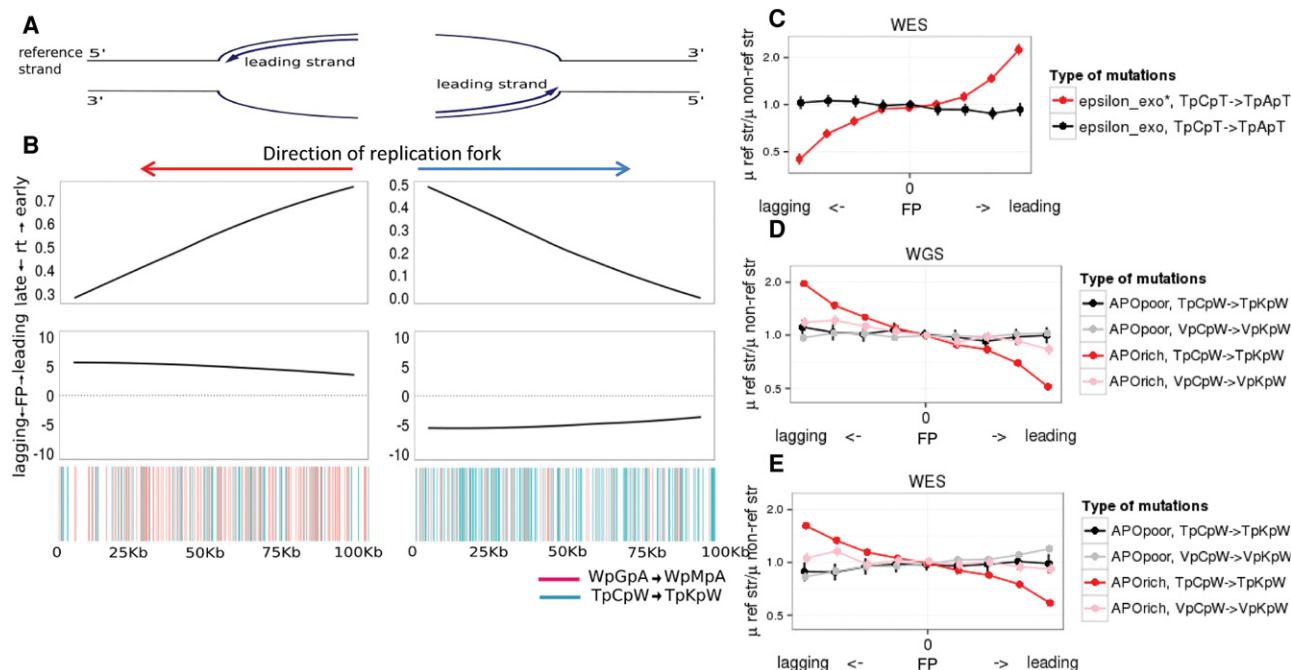 A
reference
strand
5'
3'
leading strand
leading strand
3'
5'
B
Direction of replication fork
late ← rt → early
0.7
0.6
0.5
0.4
0.3
0.5
0.4
0.3
0.2
0.1
0.0
lagging←FP→leading
10
5
0
-5
-10
10
5
0
-5
-10
0 25Kb 50Kb 75Kb 100Kb
0 25Kb 50Kb 75Kb 100Kb
WpGpA→WpMpA
TpCpW→TpKpW
C
WES
μ ref str/μ non-ref str
2.0
1.0
0.5
0
lagging <- FP -> leading
Type of mutations
epsilon_exo*, TpCpT->TpApT
epsilon_exo, TpCpT->TpApT
D
WGS
μ ref str/μ non-ref str
2.0
1.0
0.5
0
lagging <- FP -> leading
Type of mutations
APOpoor, TpCpW->TpKpW
APOpoor, VpCpW->VpKpW
APOrich, TpCpW->TpKpW
APOrich, VpCpW->VpKpW
E
WES
μ ref str/μ non-ref str
2.0
1.0
0.5
0
lagging <- FP -> leading
Type of mutations
APOpoor, TpCpW->TpKpW
APOpoor, VpCpW->VpKpW
APOrich, TpCpW->TpKpW
APOrich, VpCpW->VpKpW